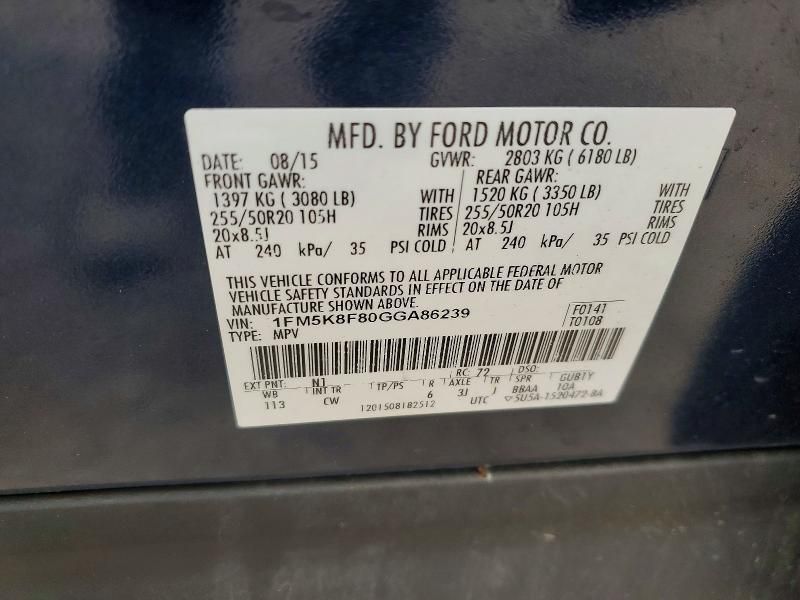 MFD. BY FORD MOTOR CO.
DATE: 08/15 GVWR: 2803 KG ( 6180 LB)
FRONT GAWR: REAR GAWR:
1397 KG ( 3080 LB) WITH 1520 KG ( 3350 LB) WITH
255/50R20 105H TIRES 255/50R20 105H TIRES
20x8.5J RIMS 20x8.5J RIMS
AT 240 kPa/ 35 PSI COLD AT 240 kPa/ 35 PSI COLD
THIS VEHICLE CONFORMS TO ALL APPLICABLE FEDERAL MOTOR
VEHICLE SAFETY STANDARDS IN EFFECT ON THE DATE OF
MANUFACTURE SHOWN ABOVE.
VIN: 1FM5K8F80GGA86239 F0141
TYPE: MPV T0108
EXT PNT: N1 RC: 72 DSO:
WB INT TR TP/PS R AXLE TR SPR GUB1Y
113 CW 6 3J J BBAA 10A
1201508182512 UTC ▽5U5A-1520472-BA